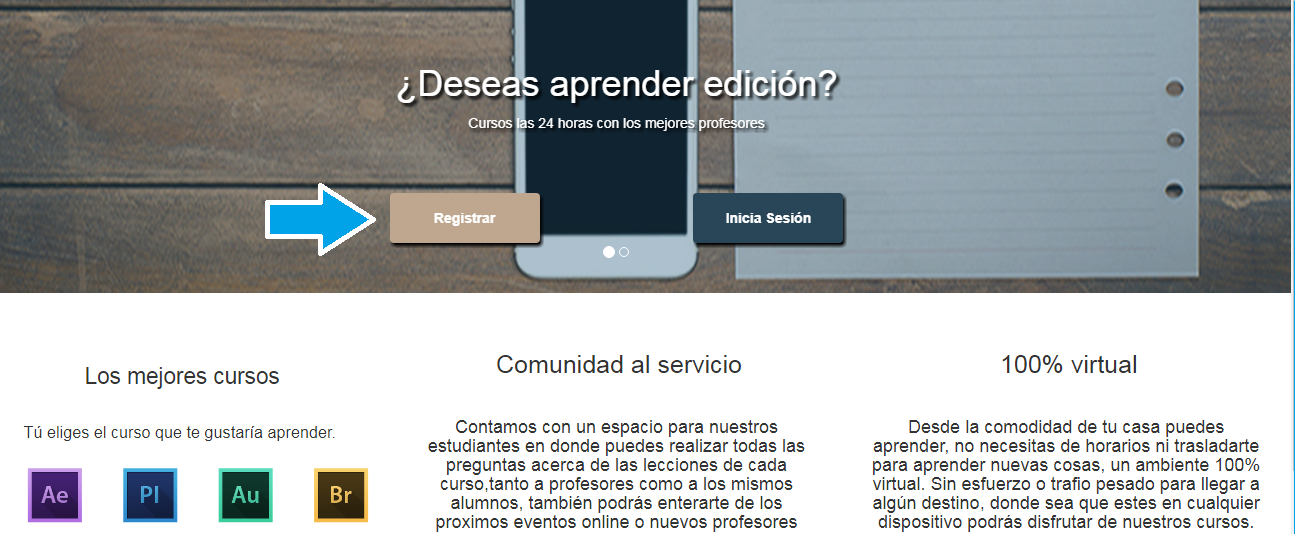 ¿Deseas aprender edición?
Cursos las 24 horas con los mejores profesores
Registrar
Inicia Sesión
Los mejores cursos
Tú eliges el curso que te gustaría aprender.
Ae
Pl
Au
Br
Comunidad al servicio
Contamos con un espacio para nuestros
estudiantes en donde puedes realizar todas las
preguntas acerca de las lecciones de cada
curso,tanto a profesores como a los mismos
alumnos, también podrás enterarte de los
proximos eventos online o nuevos profesores
100% virtual
Desde la comodidad de tu casa puedes
aprender, no necesitas de horarios ni trasladarte
para aprender nuevas cosas, un ambiente 100%
virtual. Sin esfuerzo o trafio pesado para llegar a
algún destino, donde sea que estes en cualquier
dispositivo podrás disfrutar de nuestros cursos.